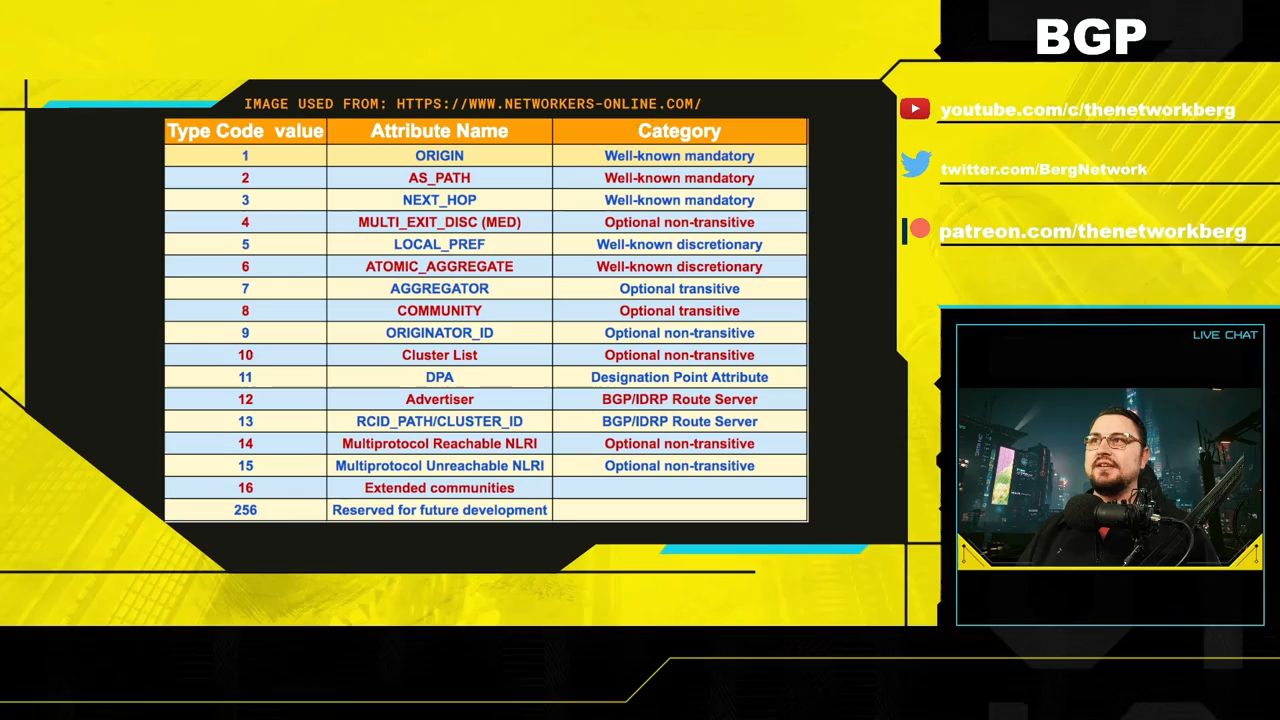 BGP
IMAGE USED FROM: HTTPS://WWW.NETWORKERS-ONLINE.COM/
Type Code value Attribute Name Category
1 ORIGIN Well-known mandatory
2 AS_PATH Well-known mandatory
3 NEXT_HOP Well-known mandatory
4 MULTI_EXIT_DISC (MED) Optional non-transitive
5 LOCAL_PREF Well-known discretionary
6 ATOMIC_AGGREGATE Well-known discretionary
7 AGGREGATOR Optional transitive
8 COMMUNITY Optional transitive
9 ORIGINATOR_ID Optional non-transitive
10 Cluster List Optional non-transitive
11 DPA Designation Point Attribute
12 Advertiser BGP/IDRP Route Server
13 RCID_PATH/CLUSTER_ID BGP/IDRP Route Server
14 Multiprotocol Reachable NLRI Optional non-transitive
15 Multiprotocol Unreachable NLRI Optional non-transitive
16 Extended communities
256 Reserved for future development
youtube.com/c/thenetworkberg
twitter.com/BergNetwork
patreon.com/thenetworkberg
LIVE CHAT